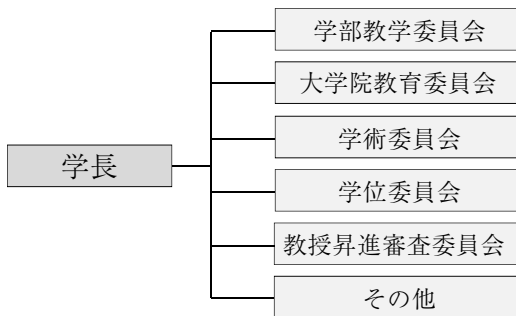 学部教学委員会
大学院教育委員会
学術委員会
学長
学位委員会
教授昇進審査委員会
その他